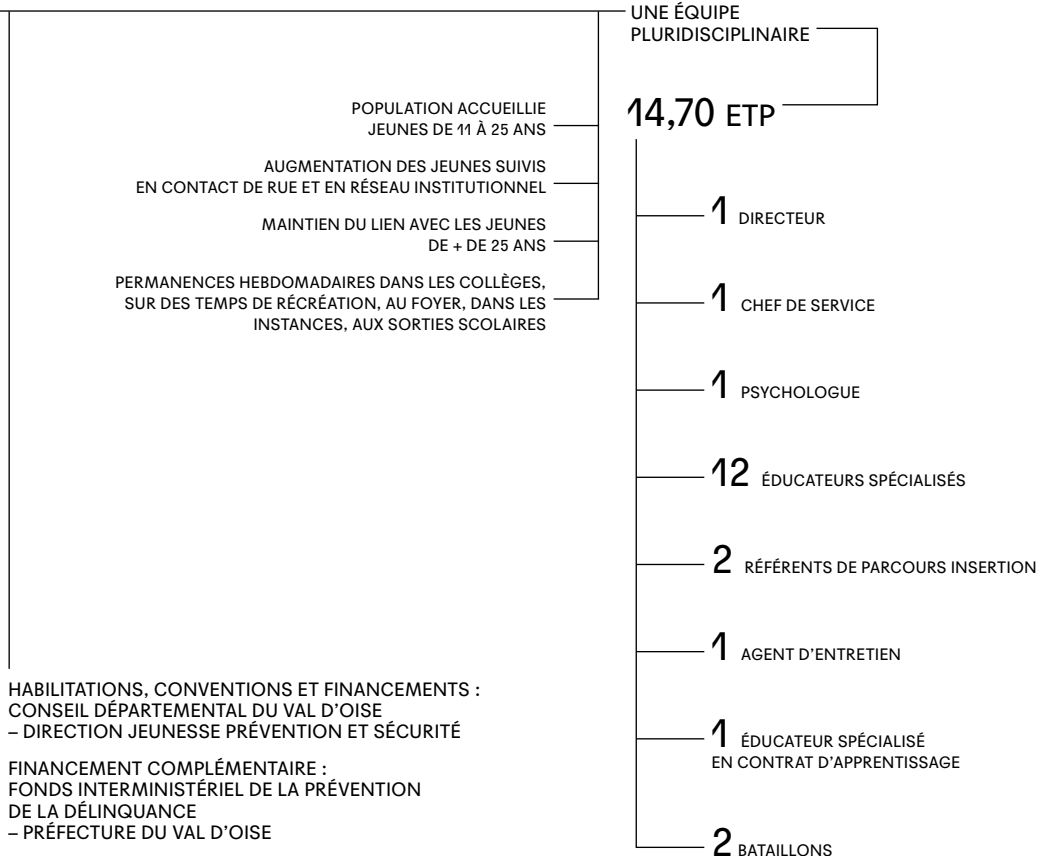 UNE ÉQUIPE
PLURIDISCIPLINAIRE
14,70 ETP
POPULATION ACCUEILLIE
JEUNES DE 11 À 25 ANS
AUGMENTATION DES JEUNES SUIVIS
EN CONTACT DE RUE ET EN RÉSEAU INSTITUTIONNEL
MAINTIEN DU LIEN AVEC LES JEUNES
DE + DE 25 ANS
PERMANENCES HEBDOMADAIRES DANS LES COLLÈGES,
SUR DES TEMPS DE RÉCRÉATION, AU FOYER, DANS LES
INSTANCES, AUX SORTIES SCOLAIRES
1 DIRECTEUR
1 CHEF DE SERVICE
1 PSYCHOLOGUE
12 ÉDUCATEURS SPÉCIALISÉS
2 RÉFÉRENTS DE PARCOURS INSERTION
1 AGENT D'ENTRETIEN
1 ÉDUCATEUR SPÉCIALISÉ
EN CONTRAT D'APPRENTISSAGE
2 BATAILLONS
HABILITATIONS, CONVENTIONS ET FINANCEMENTS :
CONSEIL DÉPARTEMENTAL DU VAL D'OISE
– DIRECTION JEUNESSE PRÉVENTION ET SÉCURITÉ
FINANCEMENT COMPLÉMENTAIRE :
FONDS INTERMINISTÉRIEL DE LA PRÉVENTION
DE LA DÉLINQUANCE
– PRÉFECTURE DU VAL D'OISE